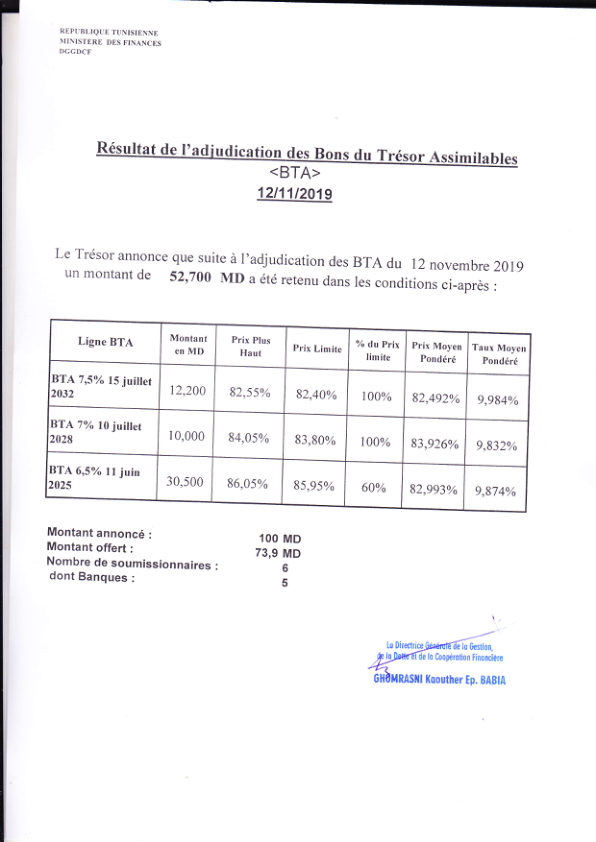 REPUBLIQUE TUNISIENNE
MINISTERE DES FINANCES
DGGDCF
Résultat de l'adjudication des Bons du Trésor Assimilables
<BTA>
12/11/2019
Le Trésor annonce que suite à l'adjudication des BTA du 12 novembre 2019
un montant de 52,700 MD a été retenu dans les conditions ci-après :
Ligne BTA Montant en MD Prix Plus Haut Prix Limite % du Prix limite Prix Moyen Pondéré Taux Moyen Pondéré
BTA 7,5% 15 juillet 2032 12,200 82,55% 82,40% 100% 82,492% 9,984%
BTA 7% 10 juillet 2028 10,000 84,05% 83,80% 100% 83,926% 9,832%
BTA 6,5% 11 juin 2025 30,500 86,05% 85,95% 60% 82,993% 9,874%
Montant annoncé : 100 MD
Montant offert : 73,9 MD
Nombre de soumissionnaires : 6
dont Banques : 5
La Directrice Générale de la Gestion,
de la Dette et de la Coopération Financière
GHOMRASNI Kaouther Ep. BABIA